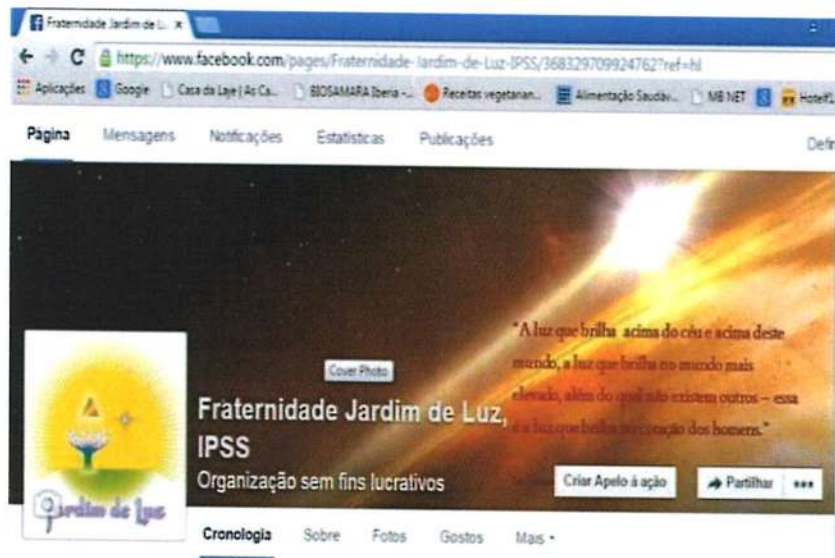 Fraternidade Jardim de L... ×
https://www.facebook.com/pages/Fraternidade-Jardim-de-Luz-IPSS/368329709924762?ref=hl
Aplicações Google Casa da Laje | As Ca... BIOSAMARA Iberia -... Receitas vegetarian... Alimentação Saudáv... MB NET HotelF
Página Mensagens Notificações Estatísticas Publicações Defin
"A luz que brilha acima do céu e acima deste
mundo, a luz que brilha no mundo mais
elevado, além do qual não existem outros – essa
é a luz que brilha no coração dos homens."
Cover Photo
Fraternidade Jardim de Luz,
IPSS
Organização sem fins lucrativos
Criar Apelo à ação Partilhar
Jardim de Luz
Cronologia Sobre Fotos Gostos Mais